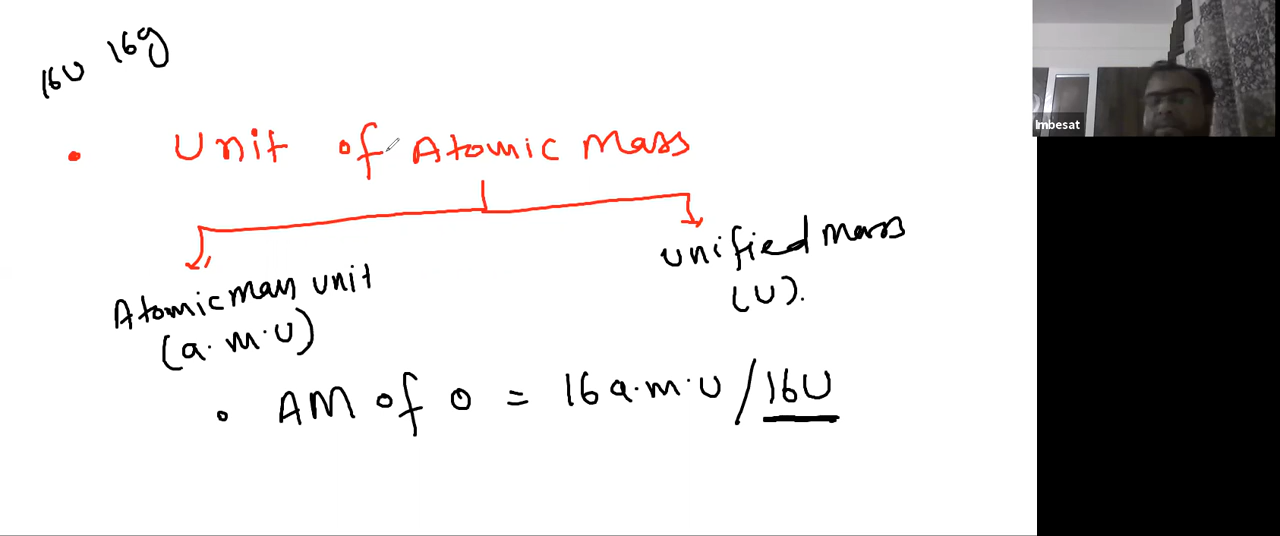 16U 16g
• Unit of Atomic Mass
Atomic Mass unit
(a.m.U)
Unified Mass
(U).
• AM of O = 16 a.m.U / 16U
Imbesat